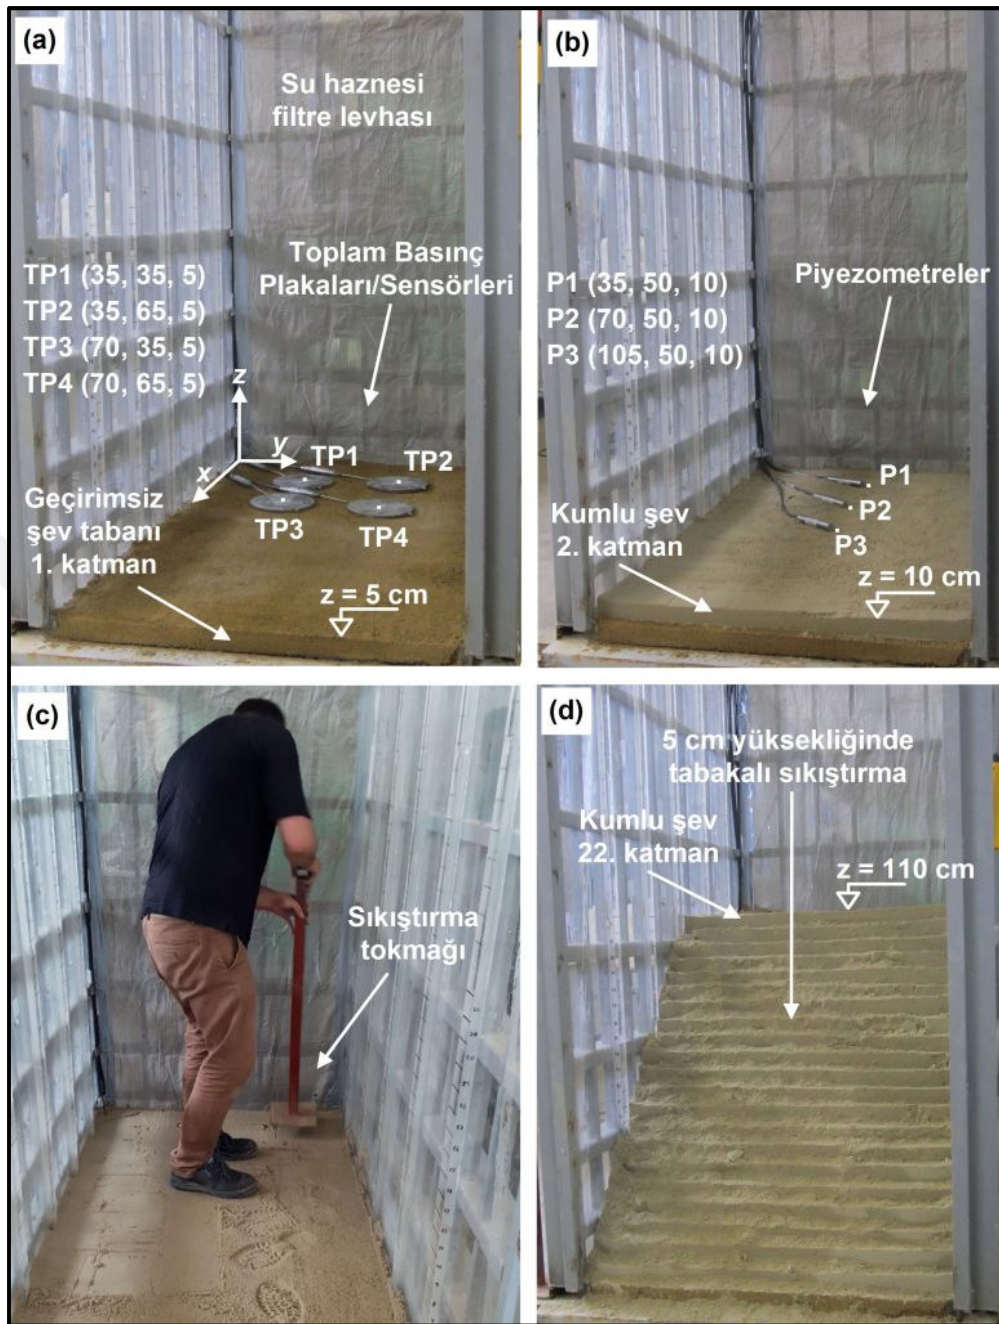 (a)
Su haznesi
filtre levhası
Toplam Basınç
Plakaları/Sensörleri
TP1 (35, 35, 5)
TP2 (35, 65, 5)
TP3 (70, 35, 5)
TP4 (70, 65, 5)
z
y
x
TP1
TP2
TP3
TP4
Geçirimsiz
şev tabanı
1. katman
z = 5 cm
(b)
P1 (35, 50, 10)
P2 (70, 50, 10)
P3 (105, 50, 10)
Piyezometreler
P1
P2
P3
Kumlu şev
2. katman
z = 10 cm
(c)
Sıkıştırma
tokmağı
(d)
5 cm yüksekliğinde
tabakalı sıkıştırma
Kumlu şev
22. katman
z = 110 cm